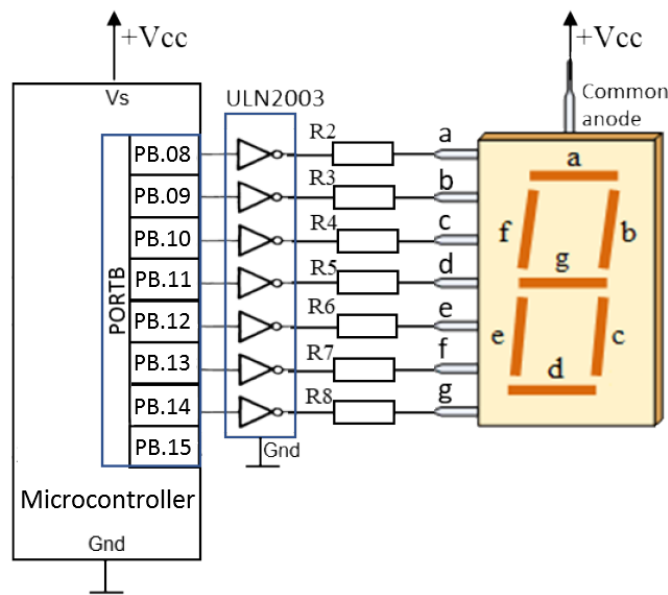 +Vcc
+Vcc
Vs
ULN2003
Common
anode
PORTB
PB.08
PB.09
PB.10
PB.11
PB.12
PB.13
PB.14
PB.15
R2
R3
R4
R5
R6
R7
R8
a
b
c
d
e
f
g
a
f
b
g
e
c
d
Gnd
Microcontroller
Gnd